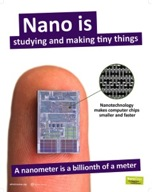 Nano is
studying and making tiny things
Nanotechnology
makes computer chips
smaller and faster
A nanometer is a billionth of a meter